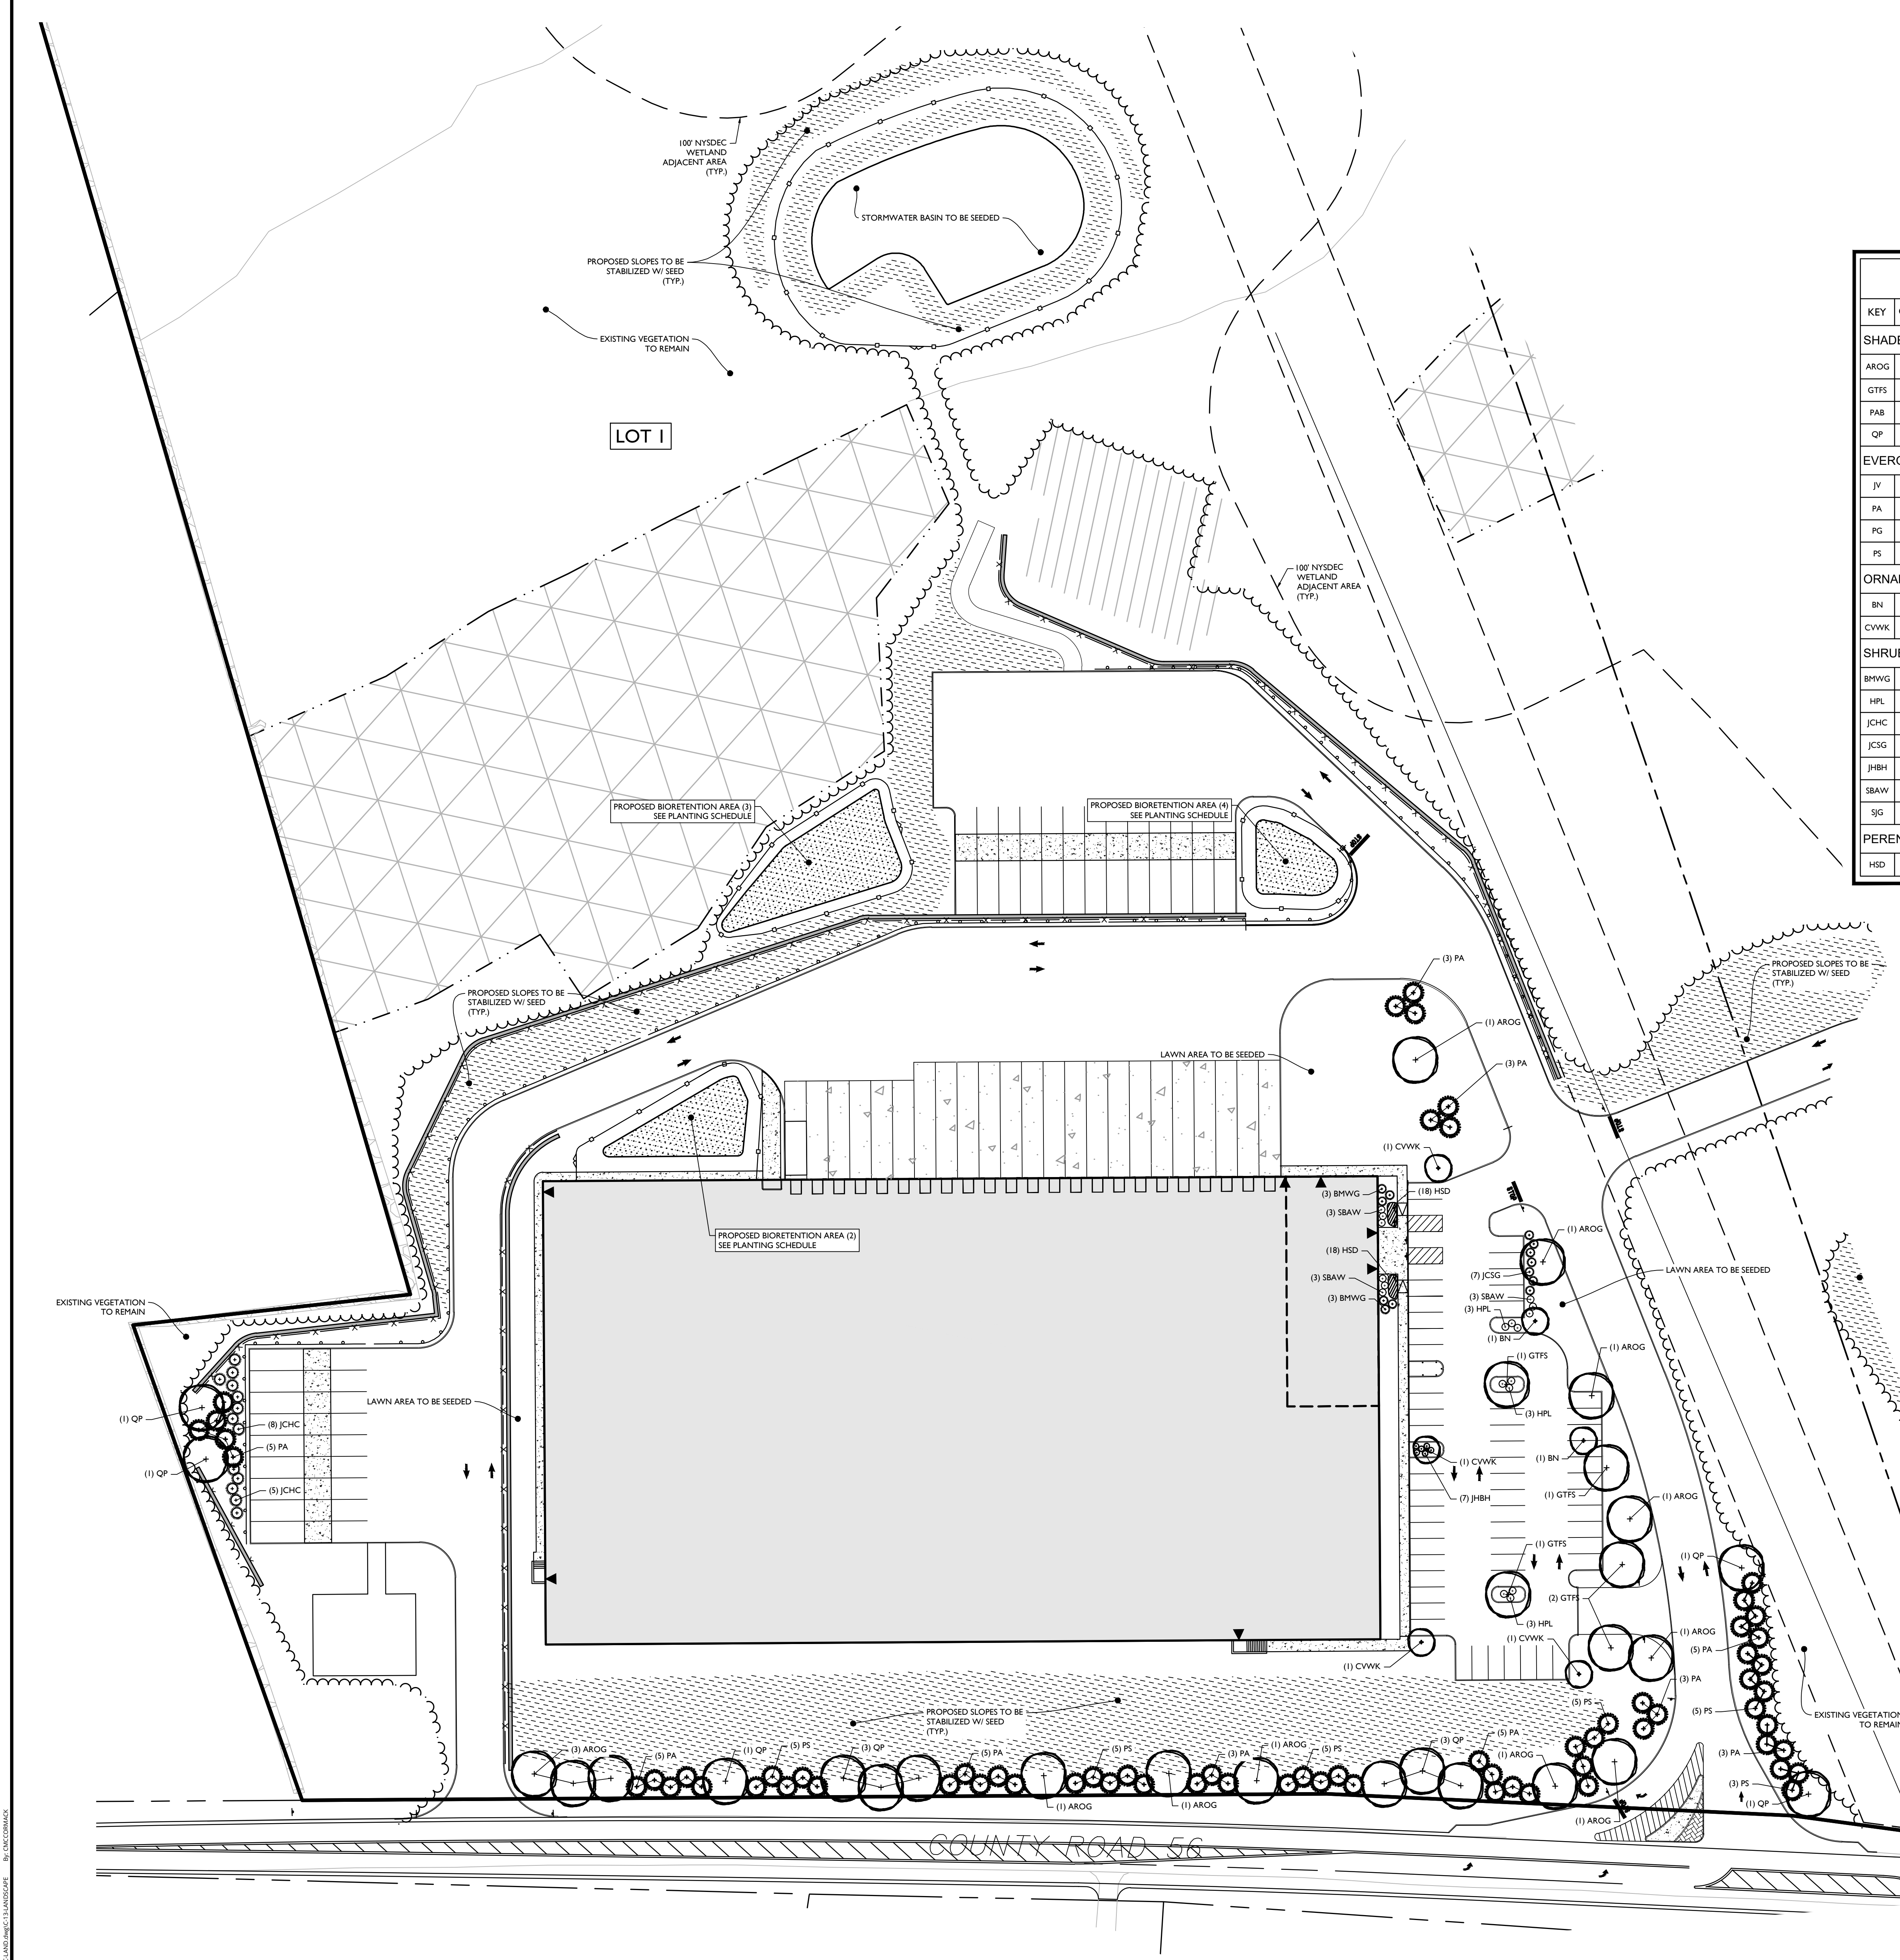 100' NYSDEC
WETLAND
ADJACENT AREA
(TYP.)
STORMWATER BASIN TO BE SEEDED
PROPOSED SLOPES TO BE
STABILIZED W/ SEED
(TYP.)
EXISTING VEGETATION
TO REMAIN
LOT 1
100' NYSDEC
WETLAND
ADJACENT AREA
(TYP.)
KEY
AROG
GTFS
PAB
QP
JV
PA
PG
PS
BN
CVWK
BMWG
HPL
JCHC
JCSG
JHBH
SBAW
SJG
HSD
PROPOSED BIORETENTION AREA (3)
SEE PLANTING SCHEDULE
PROPOSED BIORETENTION AREA (4)
SEE PLANTING SCHEDULE
STOP
(3) PA
PROPOSED SLOPES TO BE
STABILIZED W/ SEED
(TYP.)
PROPOSED SLOPES TO BE
STABILIZED W/ SEED
(TYP.)
(1) AROG
LAWN AREA TO BE SEEDED
(3) PA
STOP
(1) CVWK
(3) BMWG
(18) HSD
STOP
(3) SBAW
(1) AROG
PROPOSED BIORETENTION AREA (2)
SEE PLANTING SCHEDULE
(18) HSD
(3) SBAW
(3) BMWG
(7) JCSG
LAWN AREA TO BE SEEDED
(3) SBAW
(3) HPL
(1) BN
EXISTING VEGETATION
TO REMAIN
(1) AROG
(1) GTFS
LAWN AREA TO BE SEEDED
(3) HPL
(1) QP
(8) JCHC
(5) PA
(1) QP
(5) JCHC
(1) CVWK
(1) BN
(7) JHBH
(1) GTFS
(1) AROG
(1) GTFS
(1) QP
(2) GTFS
(3) HPL
(1) CVWK
(1) AROG
(5) PA
(1) CVWK
(3) PA
(5) PS
(5) PS
PROPOSED SLOPES TO BE
STABILIZED W/ SEED
(TYP.)
EXISTING VEGETATION
TO REMAIN
(3) AROG
(5) PA
(1) QP
(5) PS
(3) QP
(5) PA
(5) PS
(3) PA
(1) AROG
(5) PS
(3) QP
(5) PA
(1) AROG
(3) PA
(3) PS
(1) QP
(1) AROG
(1) AROG
(1) AROG
COUNTY ROAD 56
By: CMCCORMACK